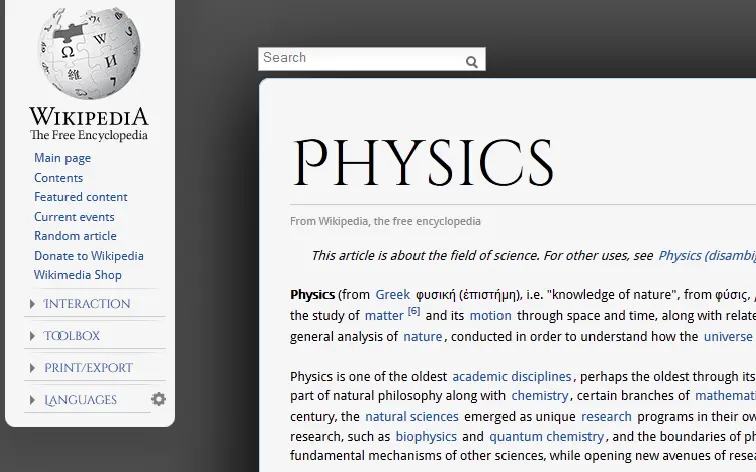 Ω
W
И
維
7
WIKIPEDIA
The Free Encyclopedia
Main page
Contents
Featured content
Current events
Random article
Donate to Wikipedia
Wikimedia Shop
INTERACTION
TOOLBOX
PRINT/EXPORT
LANGUAGES
Search
PHYSICS
From Wikipedia, the free encyclopedia
This article is about the field of science. For other uses, see Physics (disambig
Physics (from Greek φυσική (ἐπιστήμη), i.e. "knowledge of nature", from φύσις,
the study of matter [6] and its motion through space and time, along with relate
general analysis of nature, conducted in order to understand how the universe
Physics is one of the oldest academic disciplines, perhaps the oldest through its
part of natural philosophy along with chemistry, certain branches of mathemati
century, the natural sciences emerged as unique research programs in their ow
research, such as biophysics and quantum chemistry, and the boundaries of ph
fundamental mechanisms of other sciences, while opening new avenues of resea